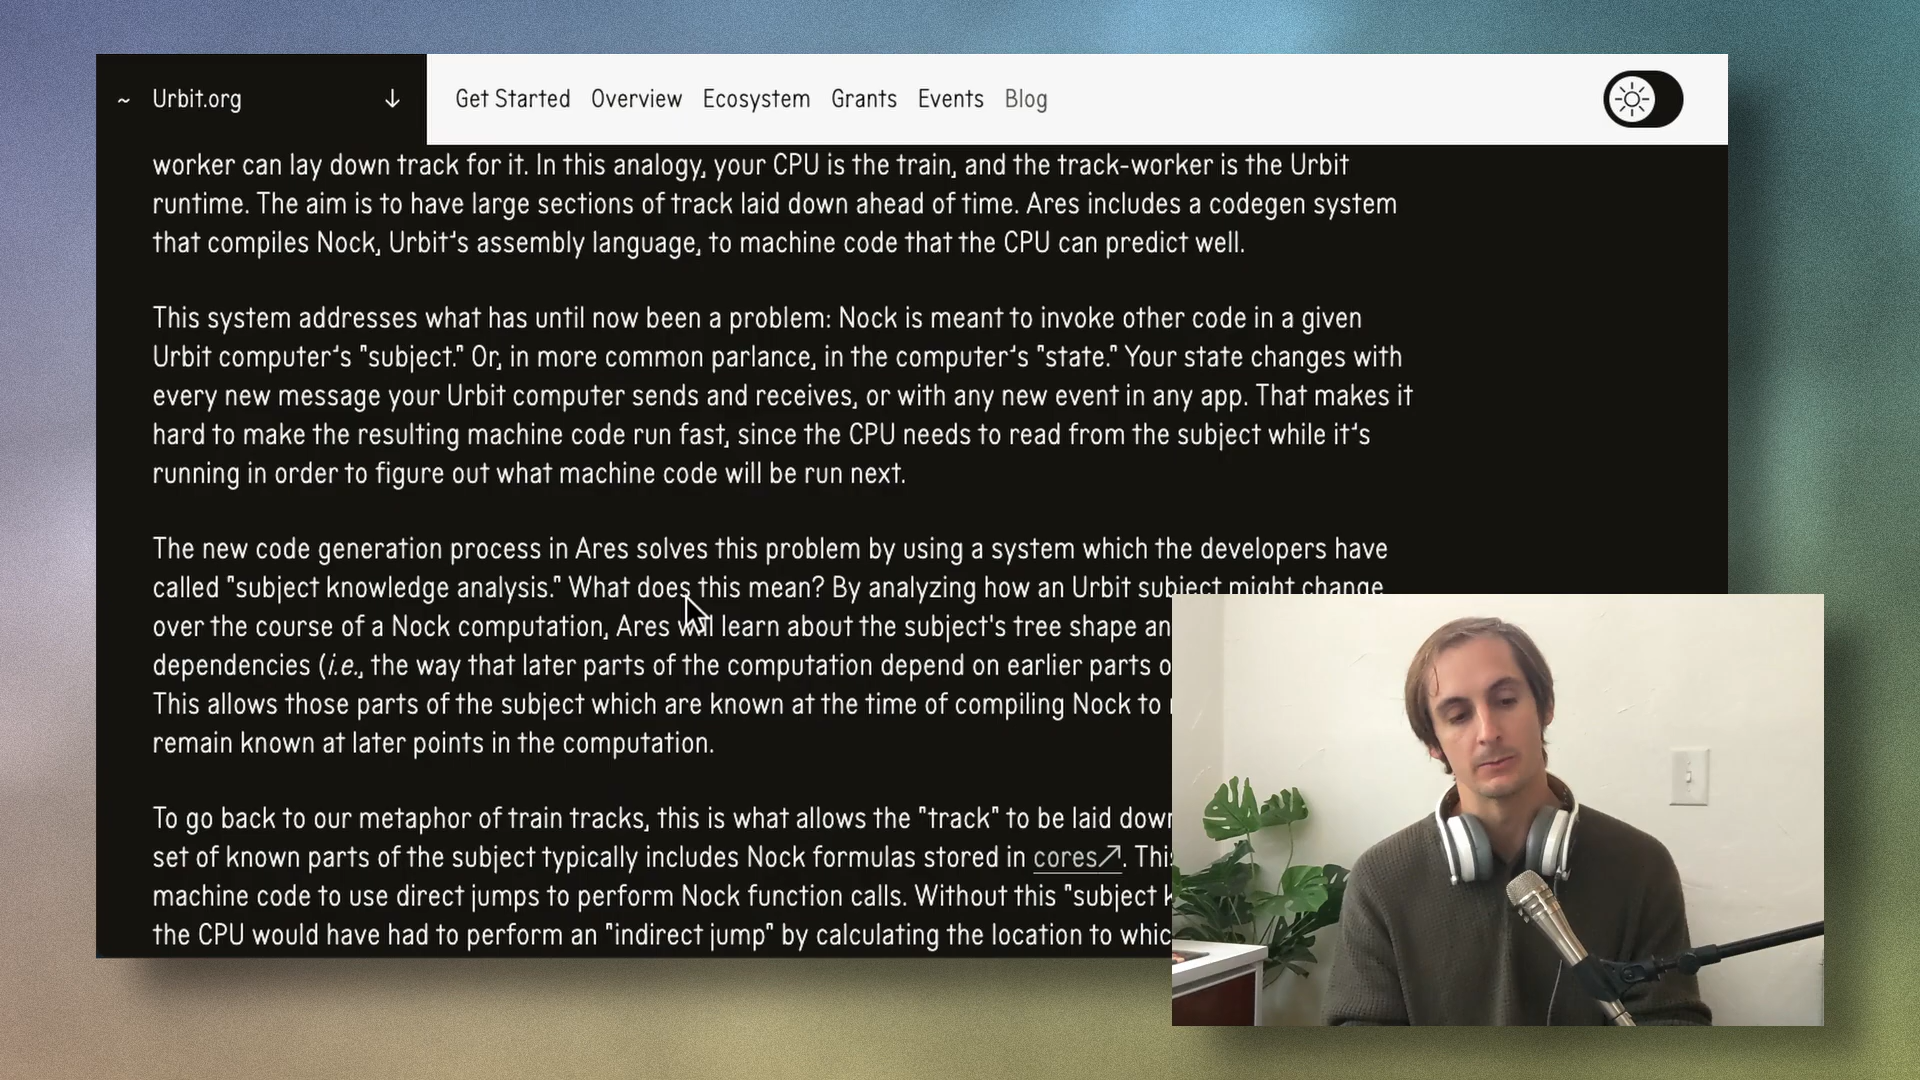 ~ Urbit.org ↓ Get Started Overview Ecosystem Grants Events Blog
worker can lay down track for it. In this analogy, your CPU is the train, and the track-worker is the Urbit
runtime. The aim is to have large sections of track laid down ahead of time. Ares includes a codegen system
that compiles Nock, Urbit's assembly language, to machine code that the CPU can predict well.
This system addresses what has until now been a problem: Nock is meant to invoke other code in a given
Urbit computer's "subject." Or, in more common parlance, in the computer's "state." Your state changes with
every new message your Urbit computer sends and receives, or with any new event in any app. That makes it
hard to make the resulting machine code run fast, since the CPU needs to read from the subject while it's
running in order to figure out what machine code will be run next.
The new code generation process in Ares solves this problem by using a system which the developers have
called "subject knowledge analysis." What does this mean? By analyzing how an Urbit subject might change
over the course of a Nock computation, Ares will learn about the subject's tree shape an
dependencies (i.e., the way that later parts of the computation depend on earlier parts o
This allows those parts of the subject which are known at the time of compiling Nock to
remain known at later points in the computation.
To go back to our metaphor of train tracks, this is what allows the "track" to be laid down
set of known parts of the subject typically includes Nock formulas stored in cores↗. This
machine code to use direct jumps to perform Nock function calls. Without this "subject k
the CPU would have had to perform an "indirect jump" by calculating the location to whic